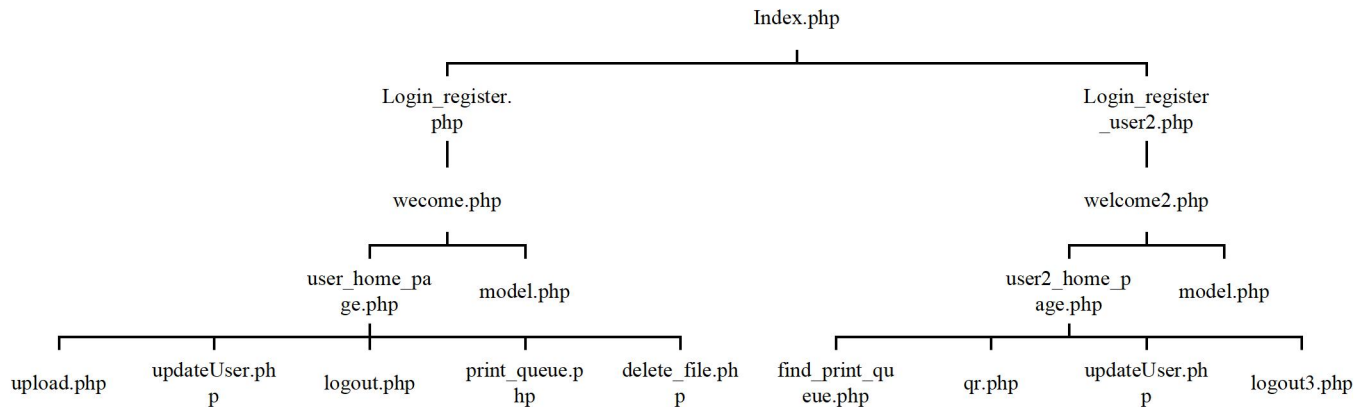 Index.php
Login_register.
php
Login_register
_user2.php
wecome.php
welcome2.php
user_home_pa
ge.php
model.php
user2_home_p
age.php
model.php
upload.php
updateUser.ph
p
logout.php
print_queue.p
hp
delete_file.ph
p
find_print_qu
eue.php
qr.php
updateUser.ph
p
logout3.php